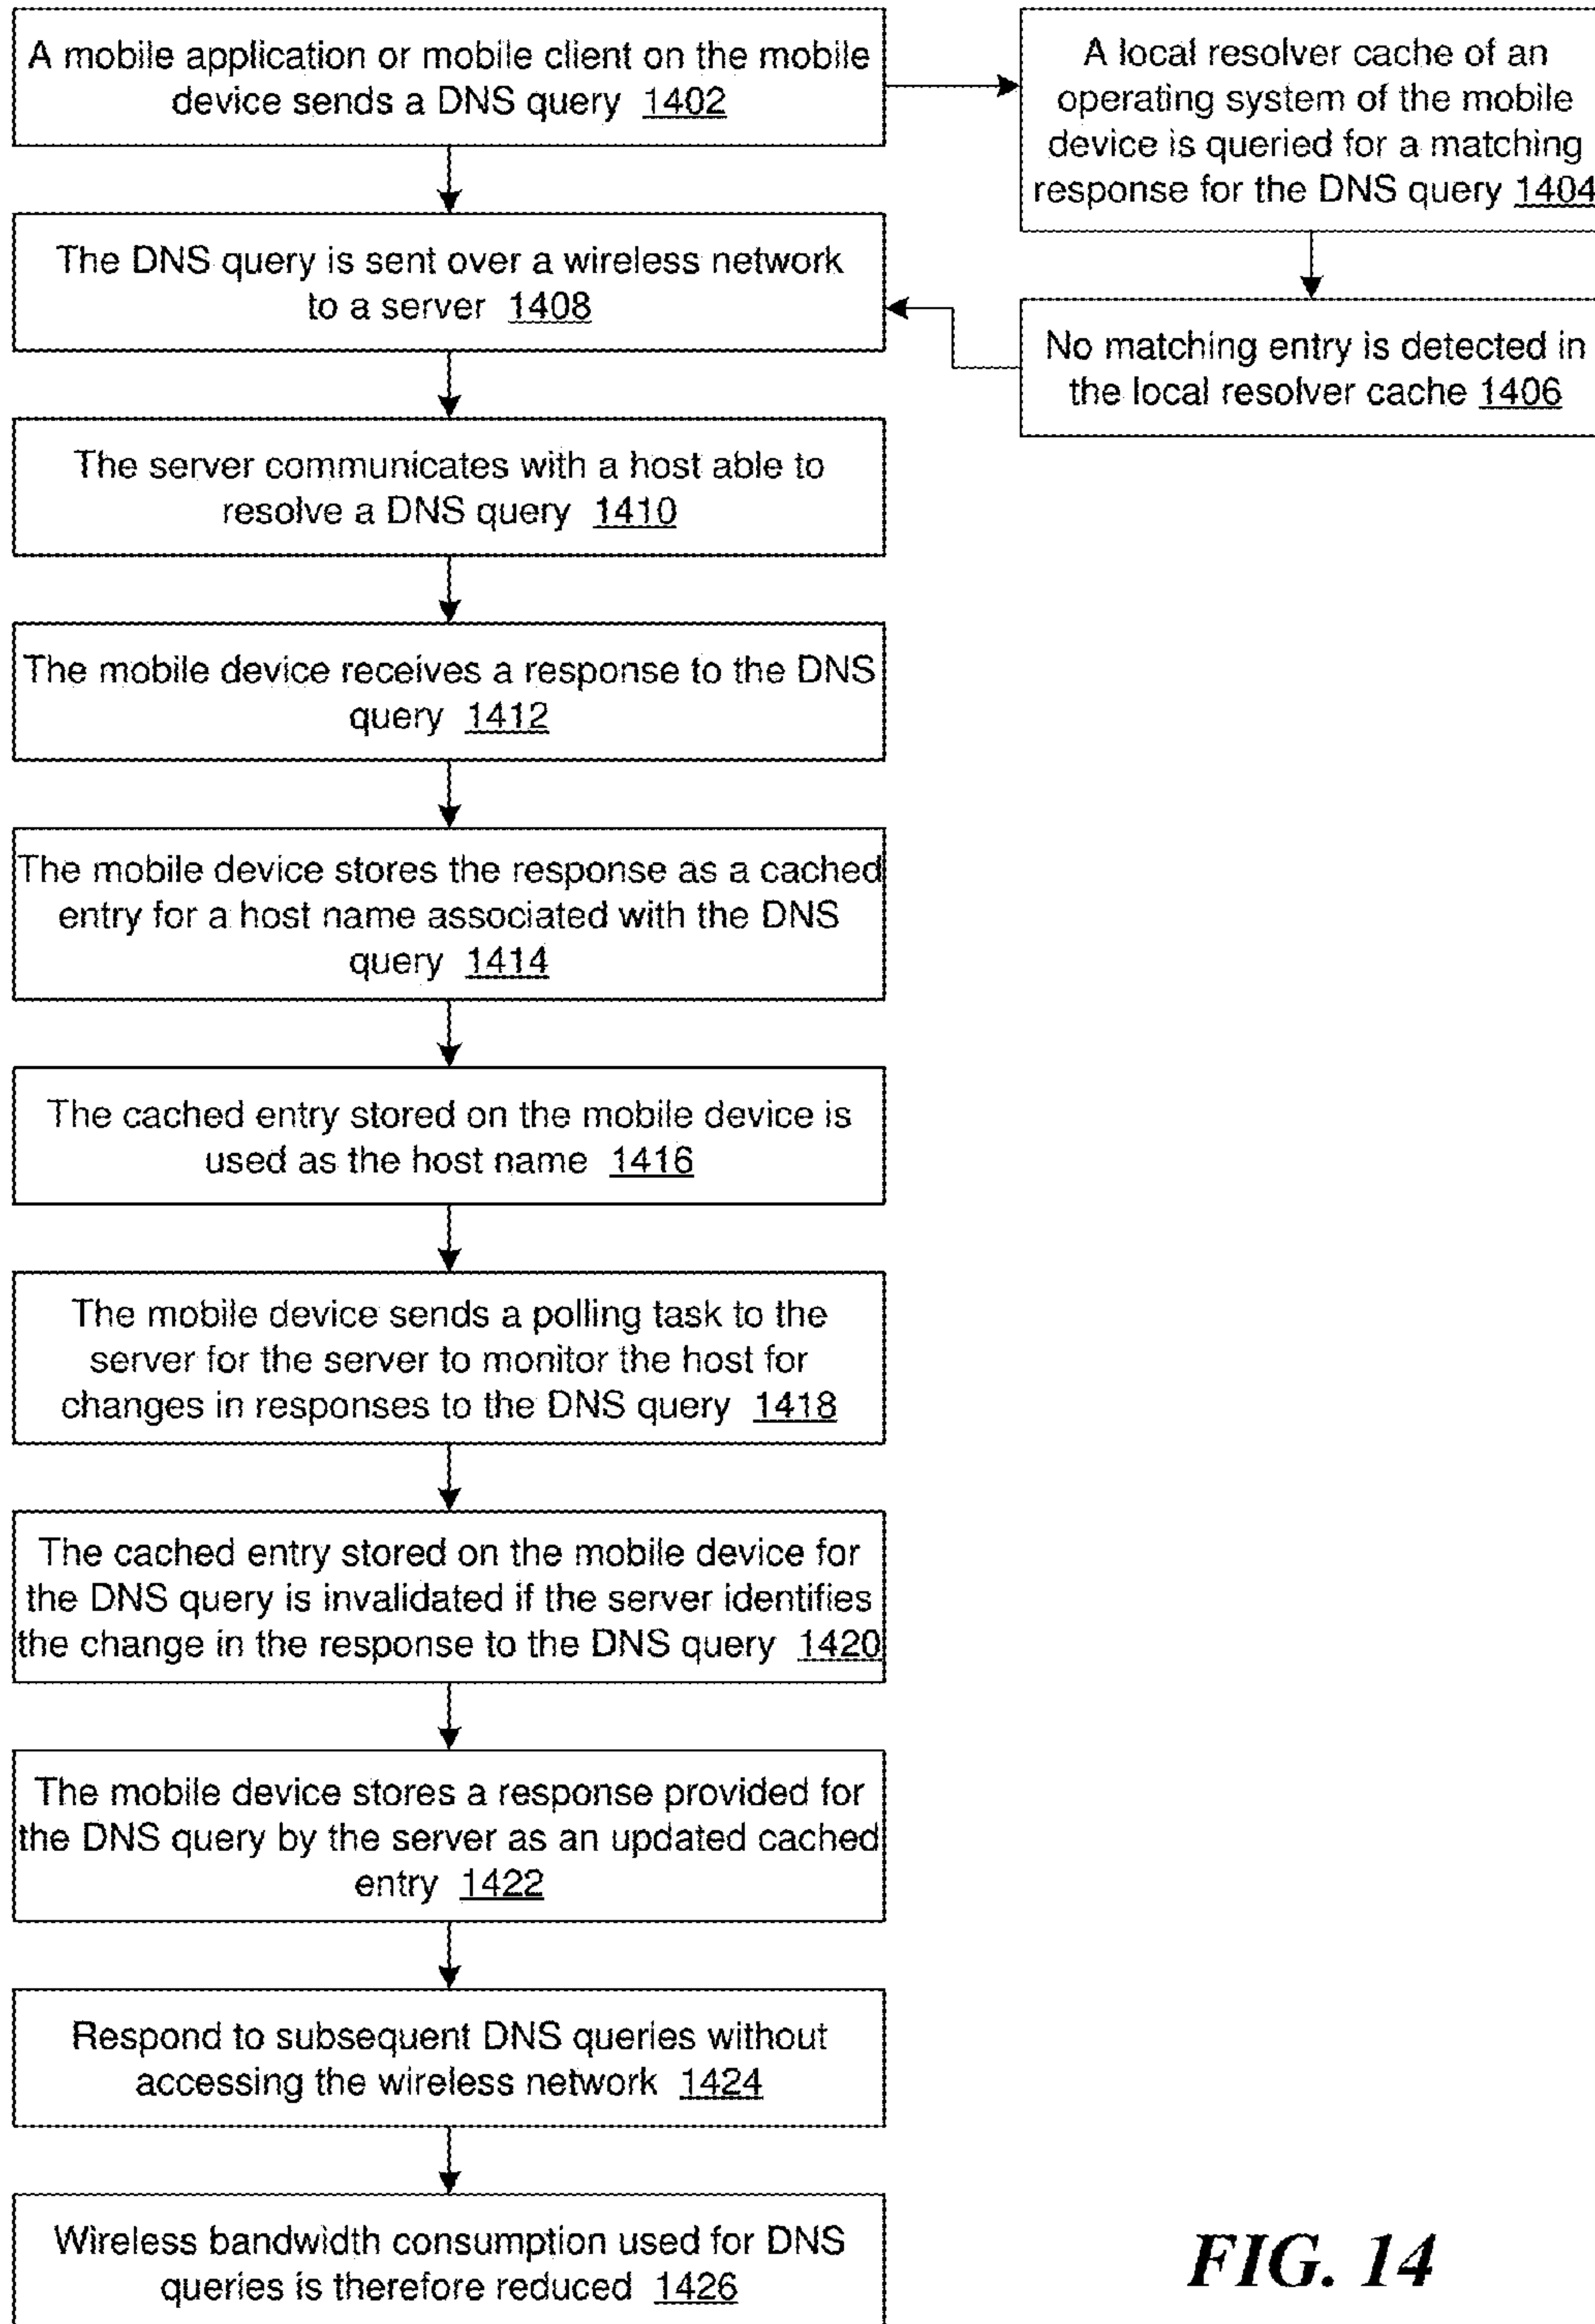 A mobile application or mobile client on the mobile
device sends a DNS query 1402
A local resolver cache of an
operating system of the mobile
device is queried for a matching
response for the DNS query 1404
The DNS query is sent over a wireless network
to a server 1408
No matching entry is detected in
the local resolver cache 1406
The server communicates with a host able to
resolve a DNS query 1410
The mobile device receives a response to the DNS
query 1412
The mobile device stores the response as a cached
entry for a host name associated with the DNS
query 1414
The cached entry stored on the mobile device is
used as the host name 1416
The mobile device sends a polling task to the
server for the server to monitor the host for
changes in responses to the DNS query 1418
The cached entry stored on the mobile device for
the DNS query is invalidated if the server identifies
the change in the response to the DNS query 1420
The mobile device stores a response provided for
the DNS query by the server as an updated cached
entry 1422
Respond to subsequent DNS queries without
accessing the wireless network 1424
Wireless bandwidth consumption used for DNS
queries is therefore reduced 1426
FIG. 14